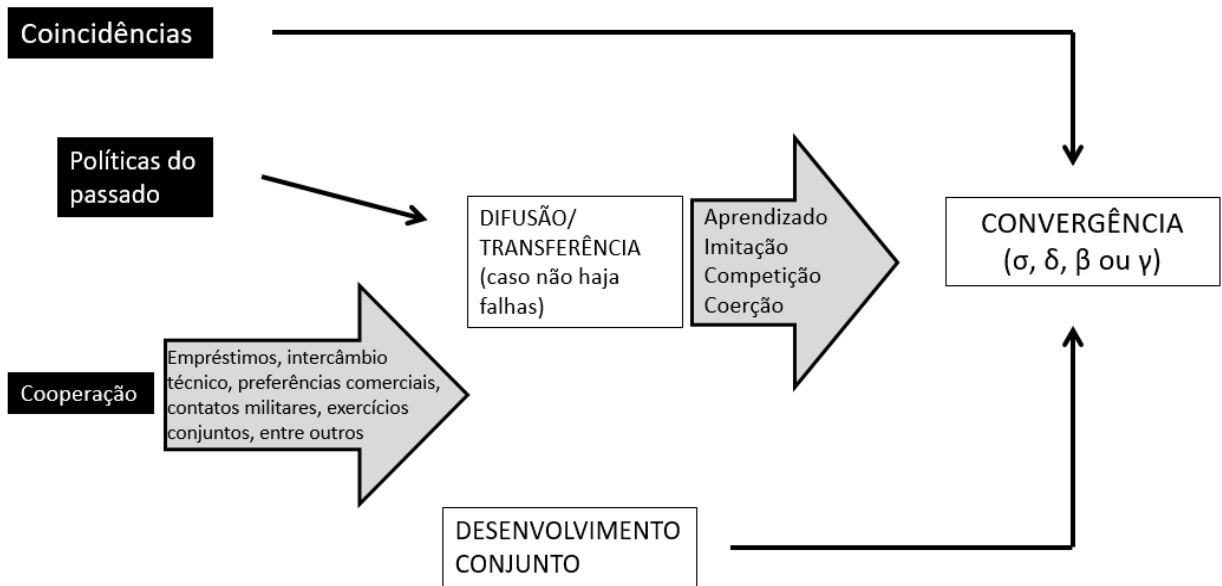 Coincidências
Políticas do
passado
DIFUSÃO/
TRANSFERÊNCIA
(caso não haja
falhas)
Aprendizado
Imitação
Competição
Coerção
CONVERGÊNCIA
(σ, δ, β ou γ)
Cooperação
Empréstimos, intercâmbio
técnico, preferências comerciais,
contatos militares, exercícios
conjuntos, entre outros
DESENVOLVIMENTO
CONJUNTO